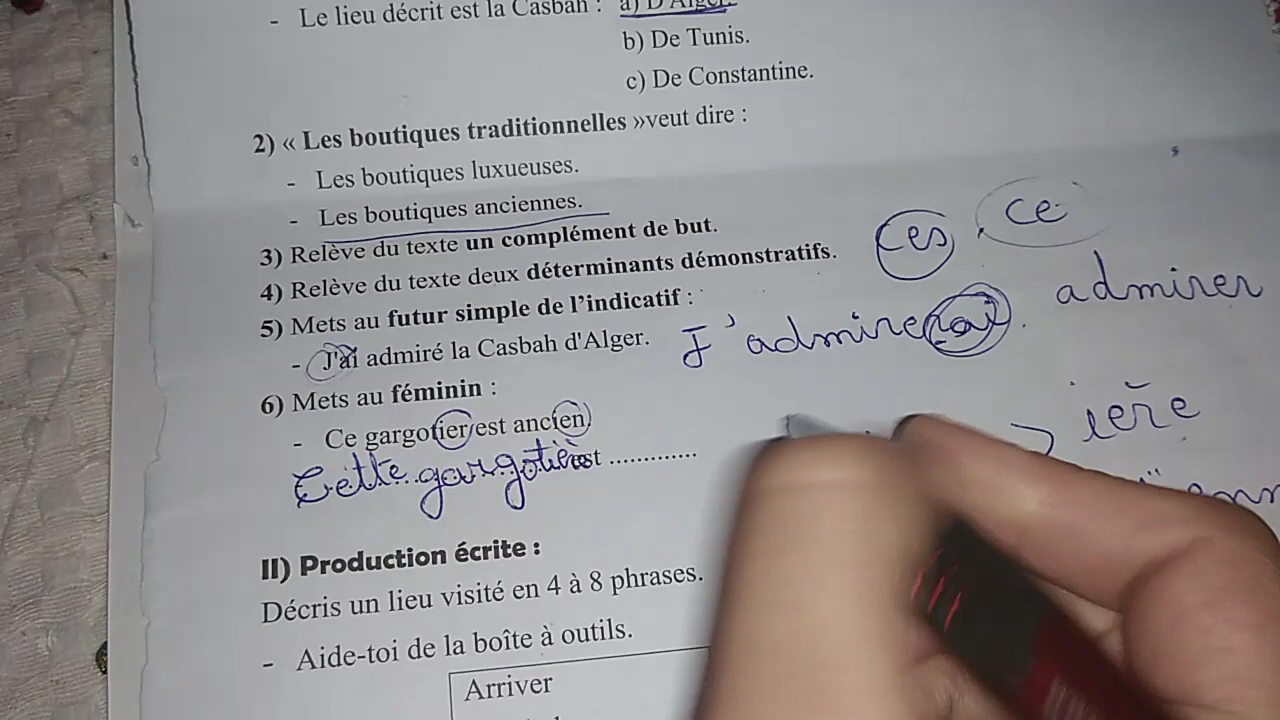 - Le lieu décrit est la Casbah : a) D'Alger.
b) De Tunis.
c) De Constantine.
2) « Les boutiques traditionnelles »veut dire :
- Les boutiques luxueuses.
- Les boutiques anciennes.
3) Relève du texte un complément de but.
4) Relève du texte deux déterminants démonstratifs.
ces , ce
5) Mets au futur simple de l'indicatif :
- J'ai admiré la Casbah d'Alger. J'admirerai. admirer
6) Mets au féminin :
- Ce gargotier est ancien
> ière
Cette gargotière est .............
II) Production écrite :
Décris un lieu visité en 4 à 8 phrases.
- Aide-toi de la boîte à outils.
Arriver